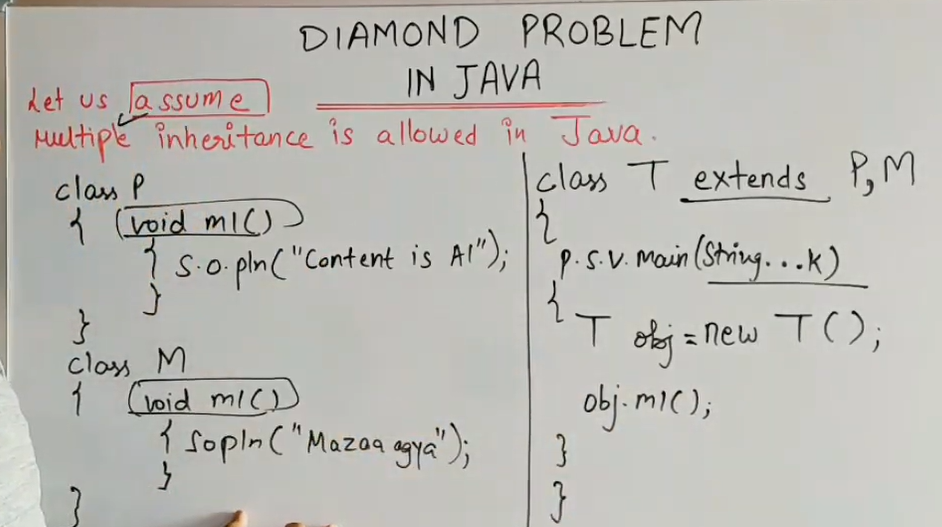 DIAMOND PROBLEM
IN JAVA
Let us assume
Multiple inheritance is allowed in Java.
class P
{ void m1()
{ S.o.pln("Content is A1");
}
}
class M
{ void m1()
{ Sopln("Mazaa agya");
}
}
class T extends P, M
{
p.s.v. main(String...k)
{
T obj = new T();
obj.m1();
}
}